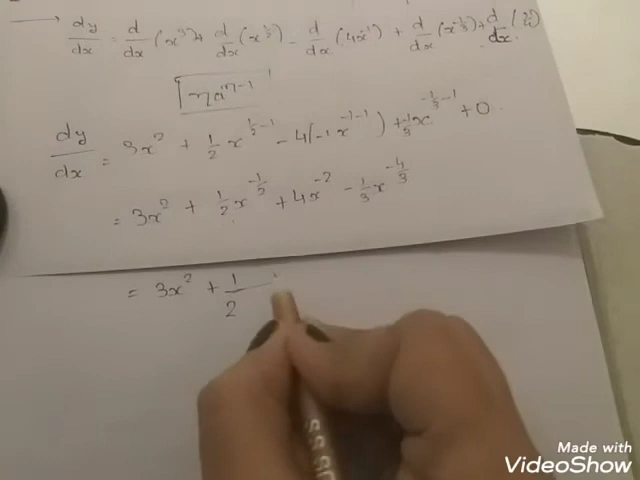 → dy/dx = d/dx (x³) + d/dx (x^½) − d/dx (4x⁻¹) + d/dx (x^-⅓) + d/dx
nxⁿ⁻¹
dy/dx = 3x² + 1/2 x^(1/2 −1) − 4(−1 x^(−1−1)) + −1/3 x^(−1/3 −1) + 0
= 3x² + 1/2 x^(−1/2) + 4x⁻² − 1/3 x^(−4/3)
= 3x² + 1/2
Made with
VideoShow